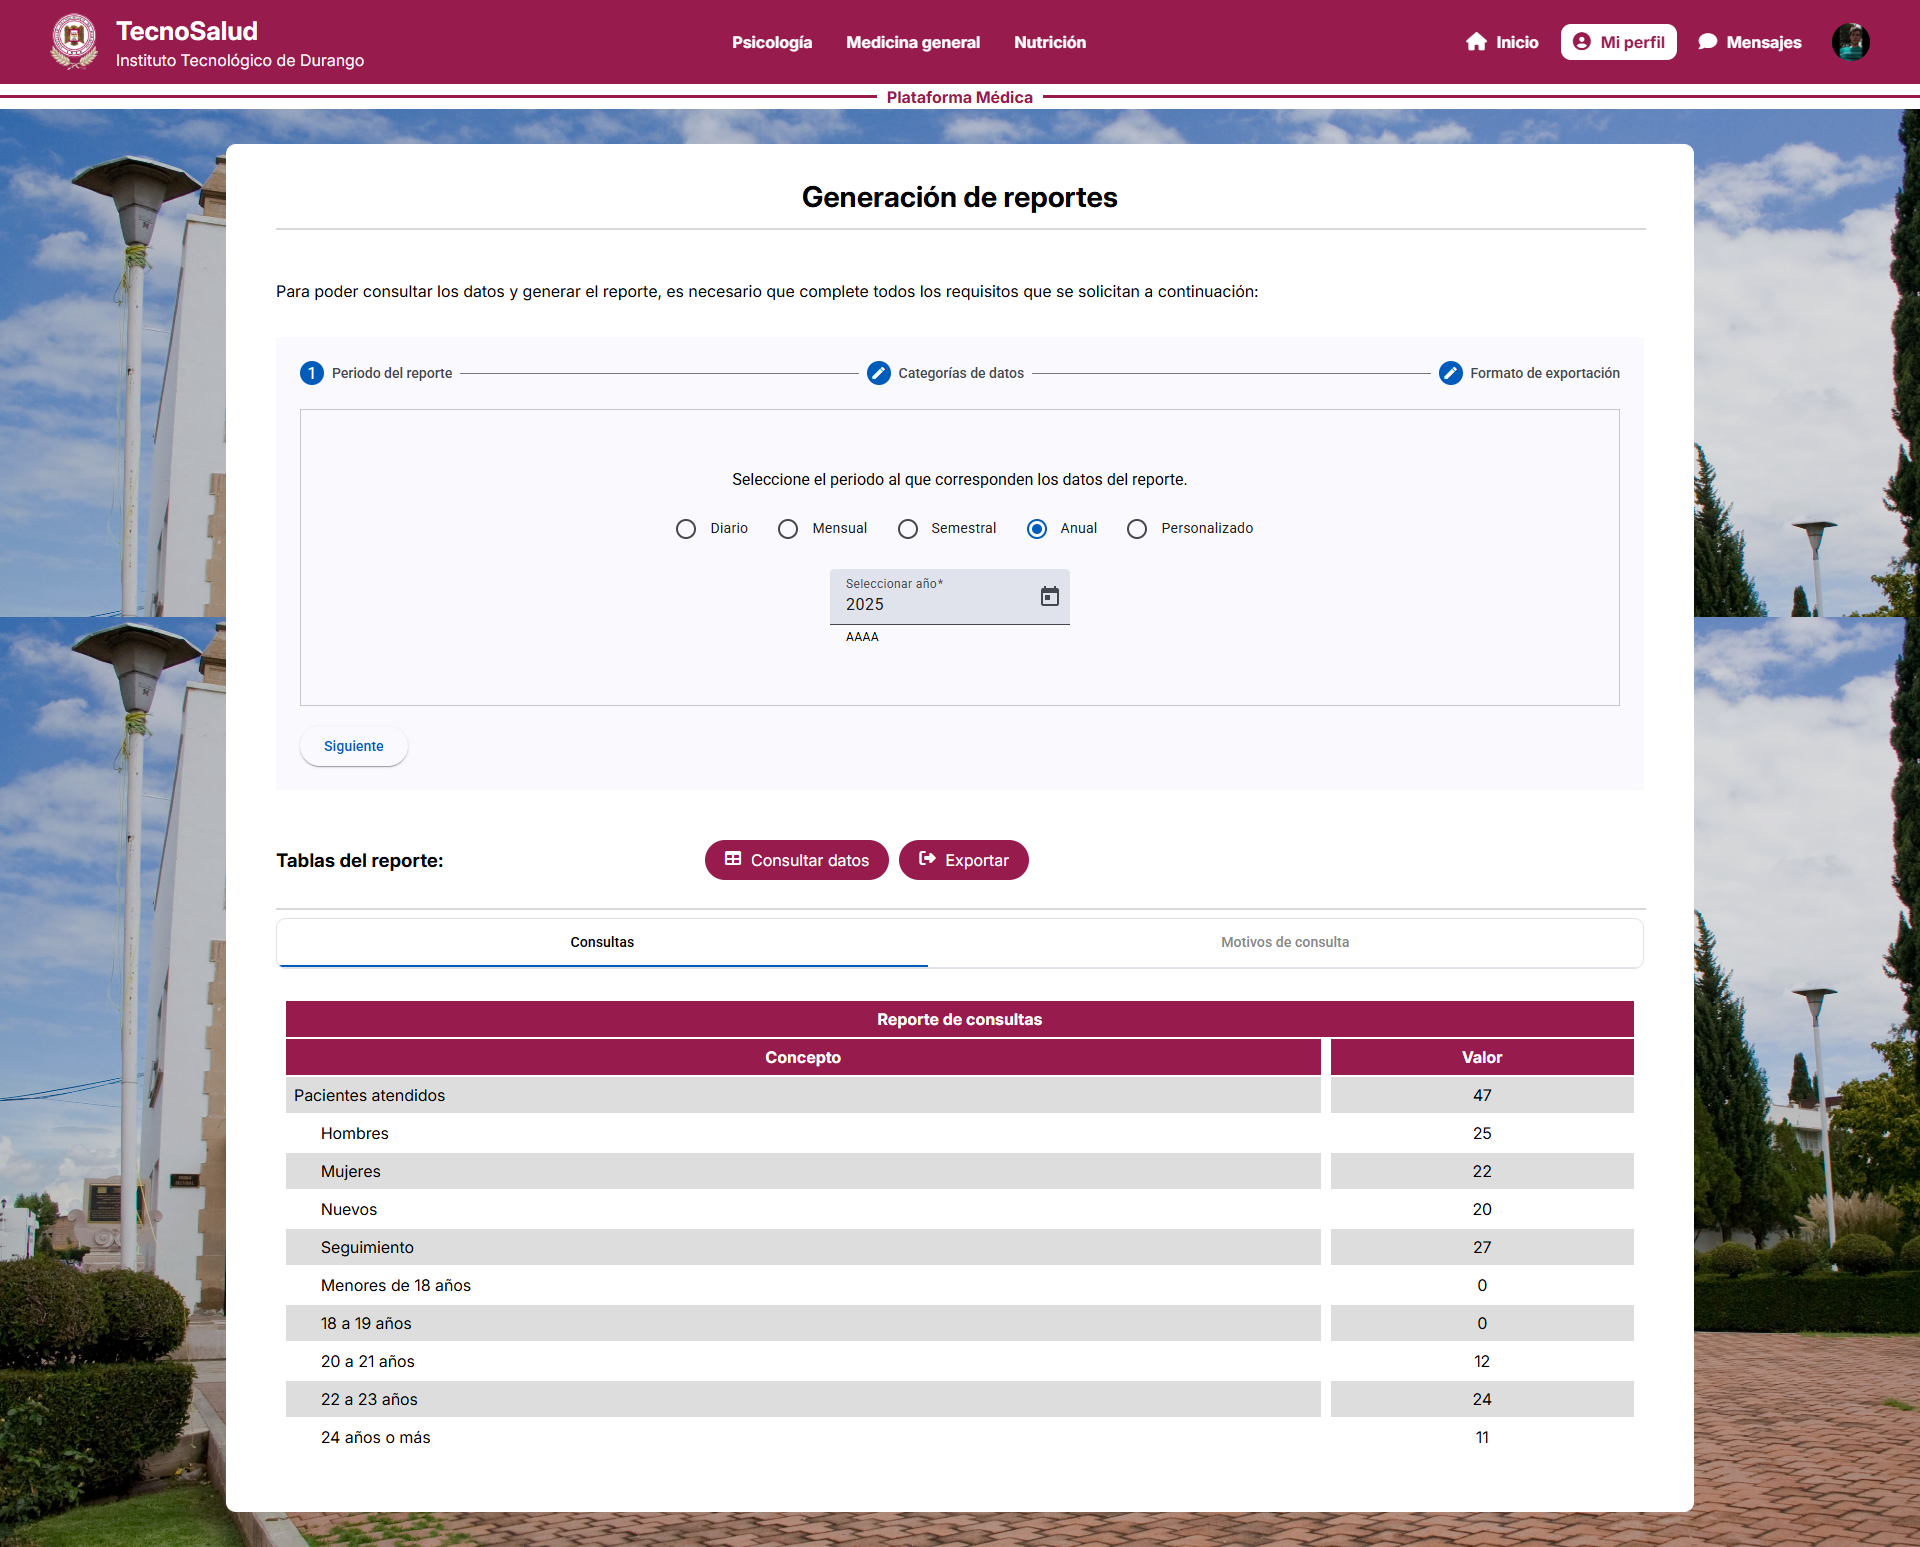 TecnoSalud
Instituto Tecnológico de Durango
Psicología
Medicina general
Nutrición
Inicio
Mi perfil
Mensajes
Plataforma Médica
Generación de reportes
Para poder consultar los datos y generar el reporte, es necesario que complete todos los requisitos que se solicitan a continuación:
1 Periodo del reporte
Categorías de datos
Formato de exportación
Seleccione el periodo al que corresponden los datos del reporte.
Diario
Mensual
Semestral
Anual
Personalizado
Seleccionar año*
2025
AAAA
Siguiente
Tablas del reporte:
Consultar datos
Exportar
Consultas
Motivos de consulta
Reporte de consultas
Concepto Valor
Pacientes atendidos 47
Hombres 25
Mujeres 22
Nuevos 20
Seguimiento 27
Menores de 18 años 0
18 a 19 años 0
20 a 21 años 12
22 a 23 años 24
24 años o más 11